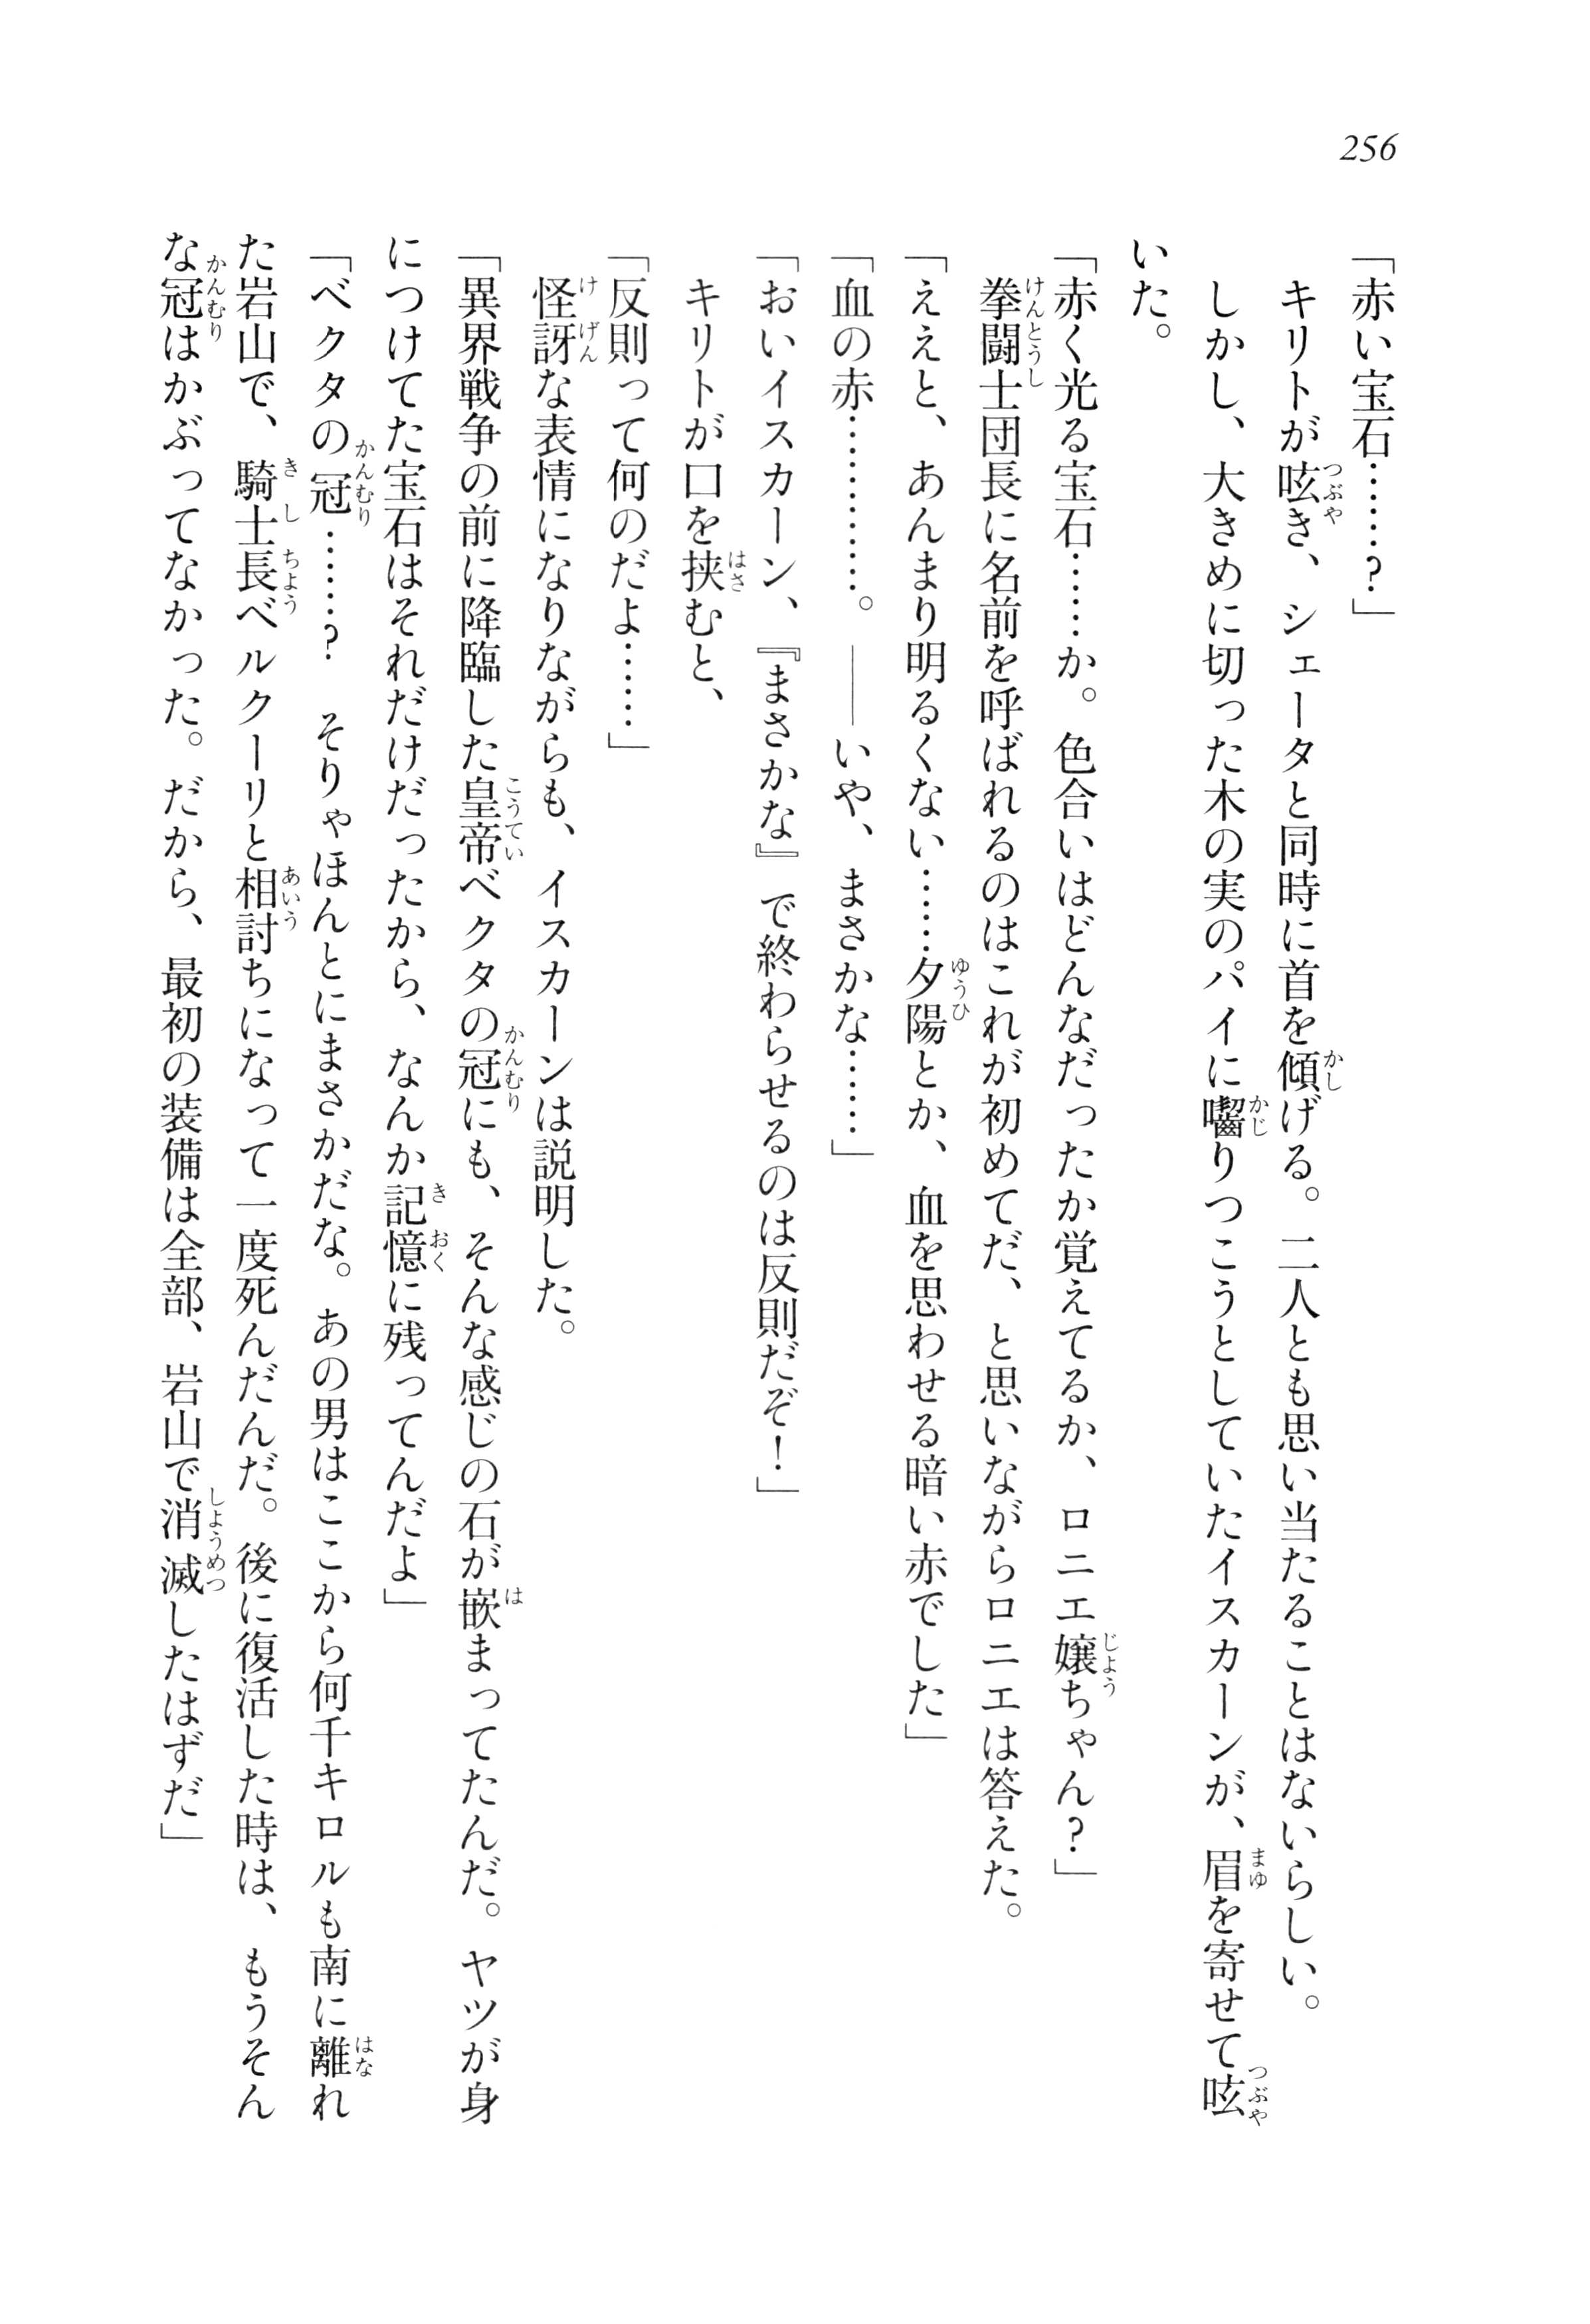 256
「赤い宝石……?」
キリトが呟き、シェータと同時に首を傾げる。二人とも思い当たることはないらしい。
しかし、大きめに切った木の実のパイに囓りつこうとしていたイスカーンが、眉を寄せて呟
いた。
「赤く光る宝石……か。色合いはどんなだったか覚えてるか、ロニエ嬢ちゃん?」
拳闘士団長に名前を呼ばれるのはこれが初めてだ、と思いながらロニエは答えた。
「ええと、あんまり明るくない……夕陽とか、血を思わせる暗い赤でした」
「血の赤…………。――いや、まさかな……」
「おいイスカーン、『まさかな』で終わらせるのは反則だぞ!」
キリトが口を挟むと、
「反則って何のだよ……」
怪訝な表情になりながらも、イスカーンは説明した。
「異界戦争の前に降臨した皇帝ベクタの冠にも、そんな感じの石が嵌まってたんだ。ヤツが身
につけてた宝石はそれだけだったから、なんか記憶に残ってんだよ」
「ベクタの冠……? そりゃほんとにまさかだな。あの男はここから何千キロルも南に離れ
た岩山で、騎士長ベルクーリと相討ちになって一度死んだんだ。後に復活した時は、もうそん
な冠はかぶってなかった。だから、最初の装備は全部、岩山で消滅したはずだ」